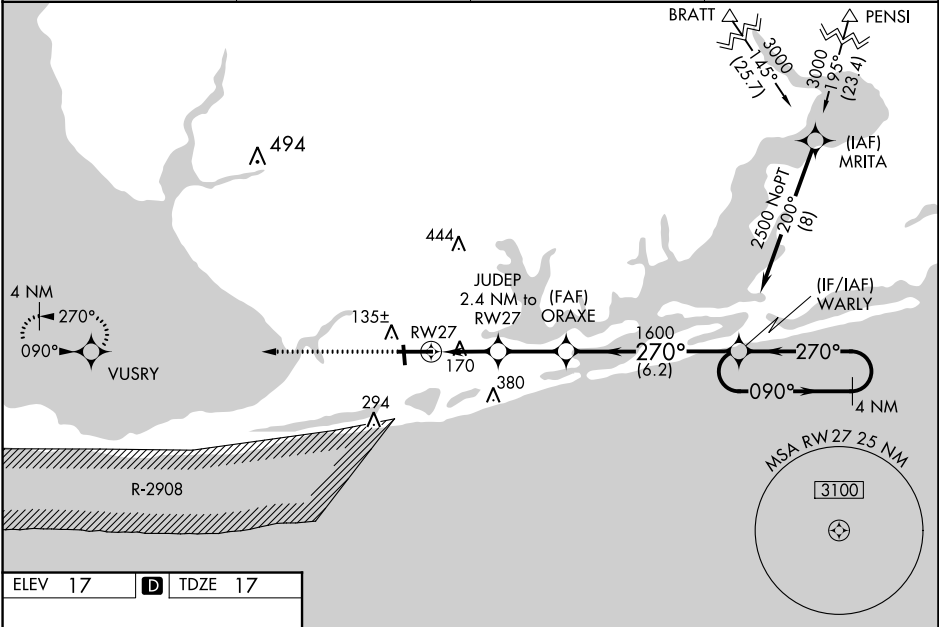 BRATT
PENSI
3000
145°
(25.7)
3000
195°
(23.4)
(IAF)
MRITA
494
2500 NoPT
200°
(8)
444
JUDEP
2.4 NM to
RW27
(FAF)
ORAXE
(IF/IAF)
WARLY
4 NM
270°
090°
VUSRY
135±
RW27
170
1600
270°
(6.2)
270°
090°
4 NM
380
294
R-2908
MSA RW27 25 NM
3100
ELEV 17 D TDZE 17